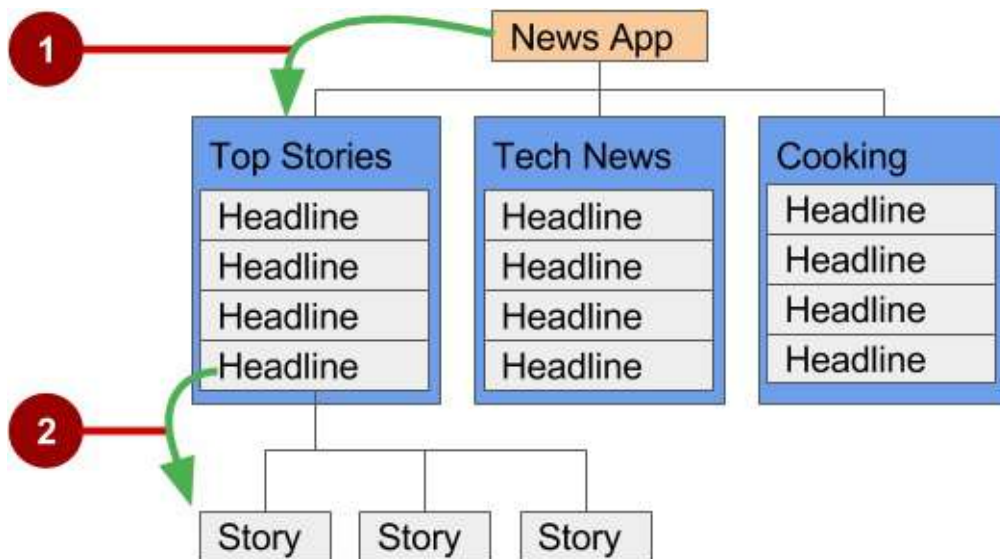 1
News App
Top Stories
Headline
Headline
Headline
Headline
Tech News
Headline
Headline
Headline
Headline
Cooking
Headline
Headline
Headline
Headline
2
Story
Story
Story